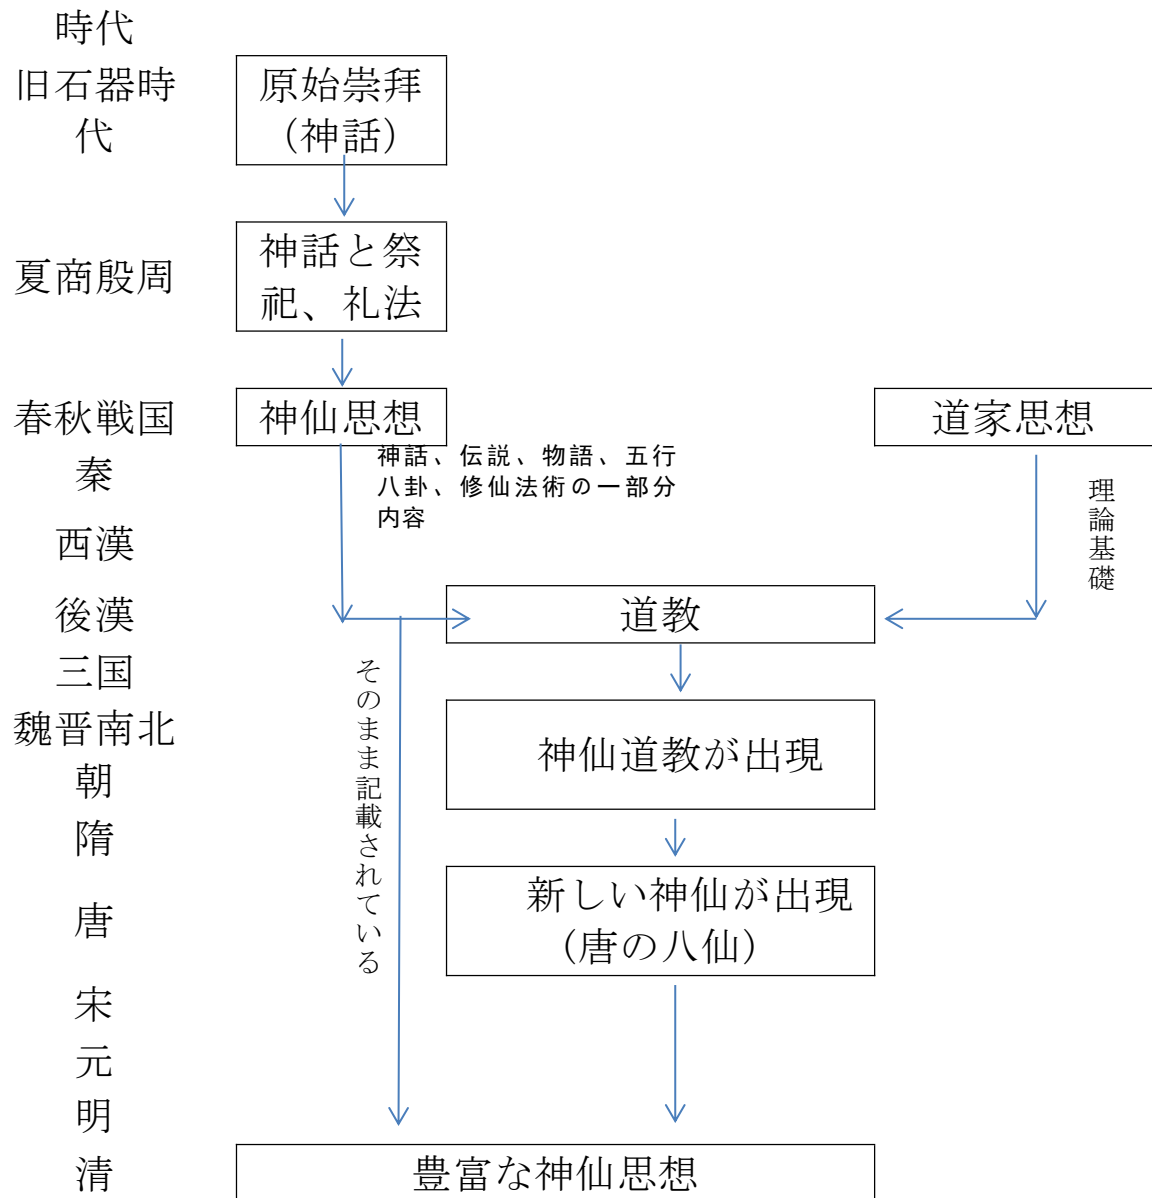 時代
旧石器時
代
原始崇拜
（神話）
夏商殷周
神話と祭
祀、礼法
春秋戦国
神仙思想
道家思想
秦
神話、伝説、物語、五行
八卦、修仙法術の一部分
内容
理論基礎
西漢
後漢
道教
三国
そのまま記載されている
魏晋南北
朝
神仙道教が出現
隋
唐
新しい神仙が出現
（唐の八仙）
宋
元
明
清
豊富な神仙思想